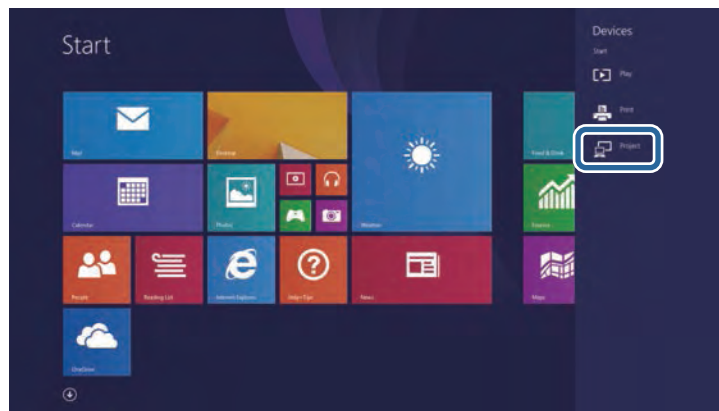 Start
Devices
Start
Play
Print
Project
Mail
Desktop
Food & Drink
Calendar
Photos
Weather
Finance
People
Reading List
Internet Explorer
Help+Tips
News
Maps
OneDrive